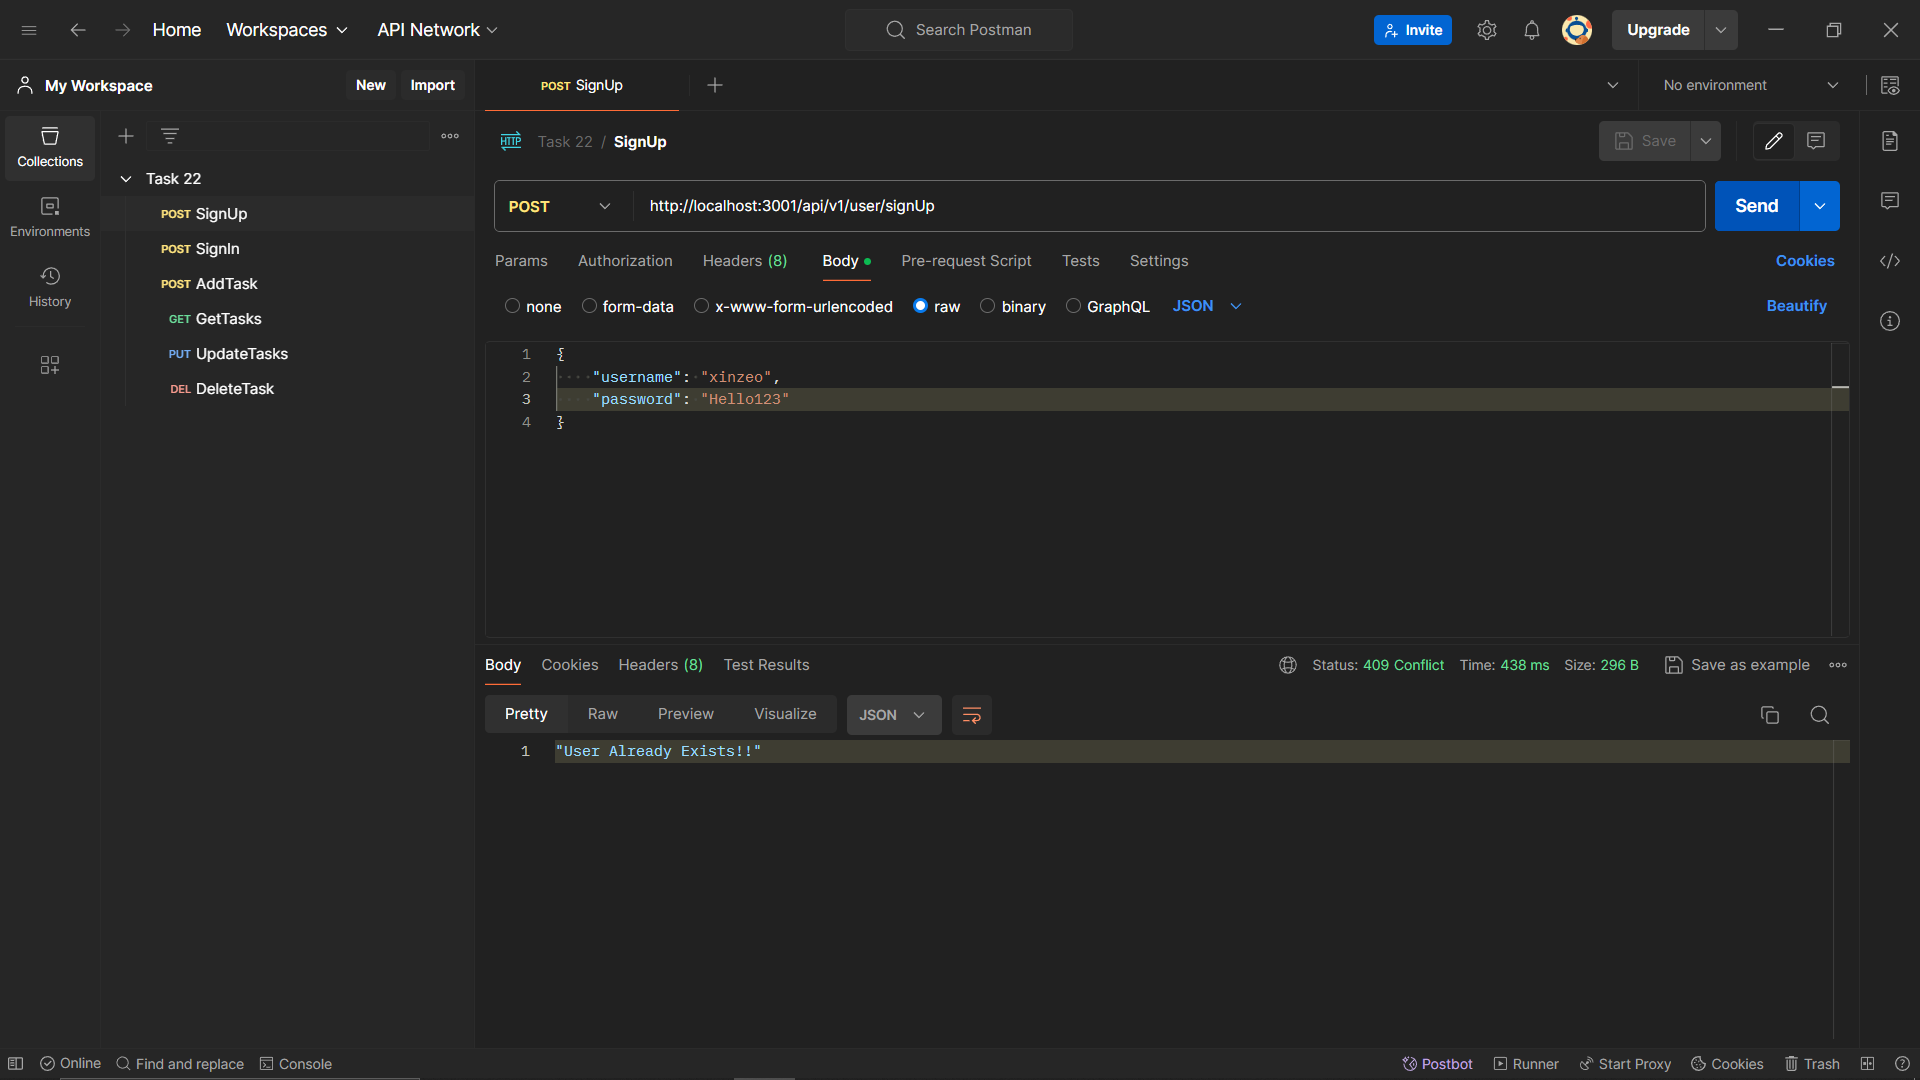 Home Workspaces API Network Search Postman Invite Upgrade
My Workspace New Import POST SignUp No environment
Collections
Environments
History
Task 22
POST SignUp
POST SignIn
POST AddTask
GET GetTasks
PUT UpdateTasks
DEL DeleteTask
HTTP Task 22 / SignUp Save
POST http://localhost:3001/api/v1/user/signUp Send
Params Authorization Headers (8) Body Pre-request Script Tests Settings Cookies
none form-data x-www-form-urlencoded raw binary GraphQL JSON Beautify
1 {
2 "username": "xinzeo",
3 "password": "Hello123"
4 }
Body Cookies Headers (8) Test Results Status: 409 Conflict Time: 438 ms Size: 296 B Save as example
Pretty Raw Preview Visualize JSON
1 "User Already Exists!!"
Online Find and replace Console Postbot Runner Start Proxy Cookies Trash